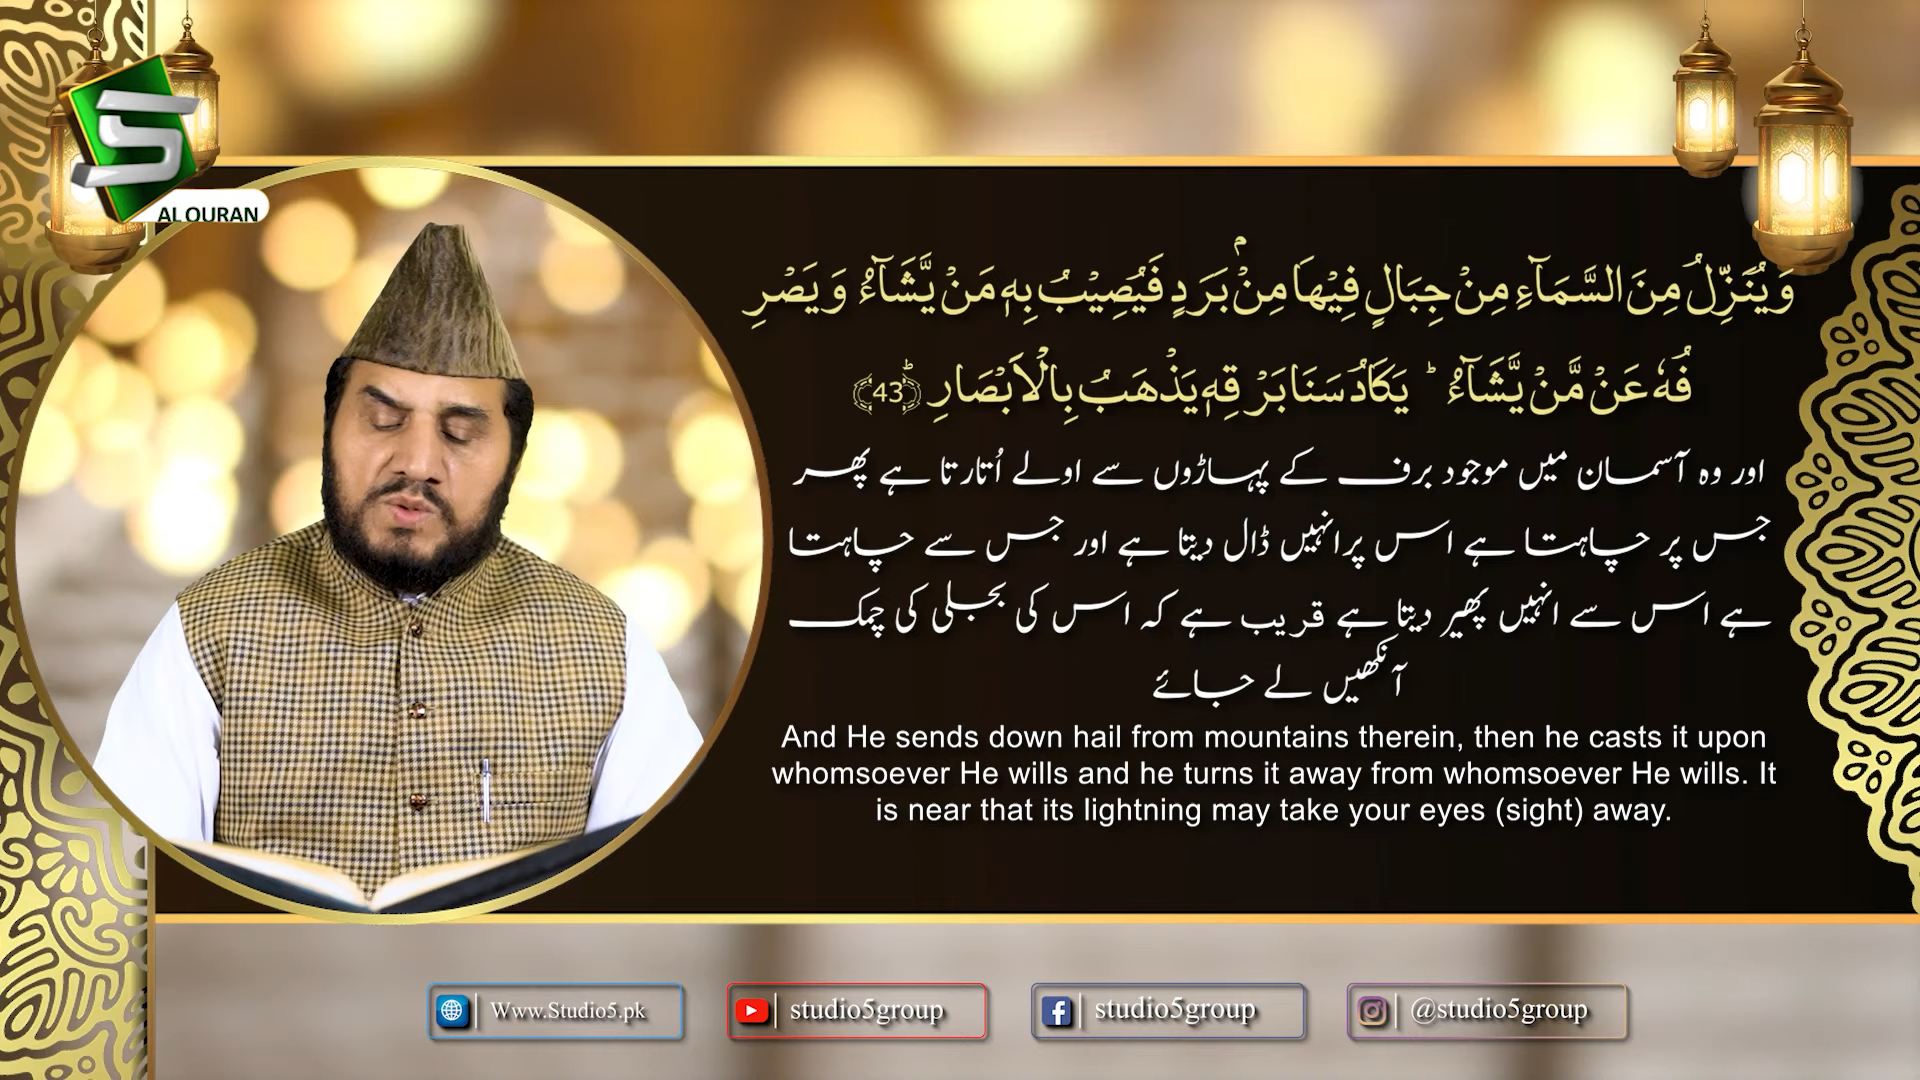 AL QURAN
وَیُنَزِّلُ مِنَ السَّمَآءِ مِنْ جِبَالٍ فِیْهَا مِنْۢ بَرَدٍ فَیُصِیْبُ بِهٖ مَنْ یَّشَآءُ وَ یَصْرِ
فُهٗ عَنْ مَّنْ یَّشَآءُ ؕ یَكَادُ سَنَا بَرْ قِهٖ یَذْهَبُ بِالْاَبْصَارِ ﴿ؕ43﴾
اور وہ آسمان میں موجود برف کے پہاڑوں سے اولے اُتارتا ہے پھر
جس پر چاہتا ہے اس پر انہیں ڈال دیتا ہے اور جس سے چاہتا
ہے اس سے انہیں پھیر دیتا ہے قریب ہے کہ اس کی بجلی کی چمک
آنکھیں لے جائے
And He sends down hail from mountains therein, then he casts it upon
whomsoever He wills and he turns it away from whomsoever He wills. It
is near that its lightning may take your eyes (sight) away.
Www.Studio5.pk
studio5group
studio5group
@studio5group